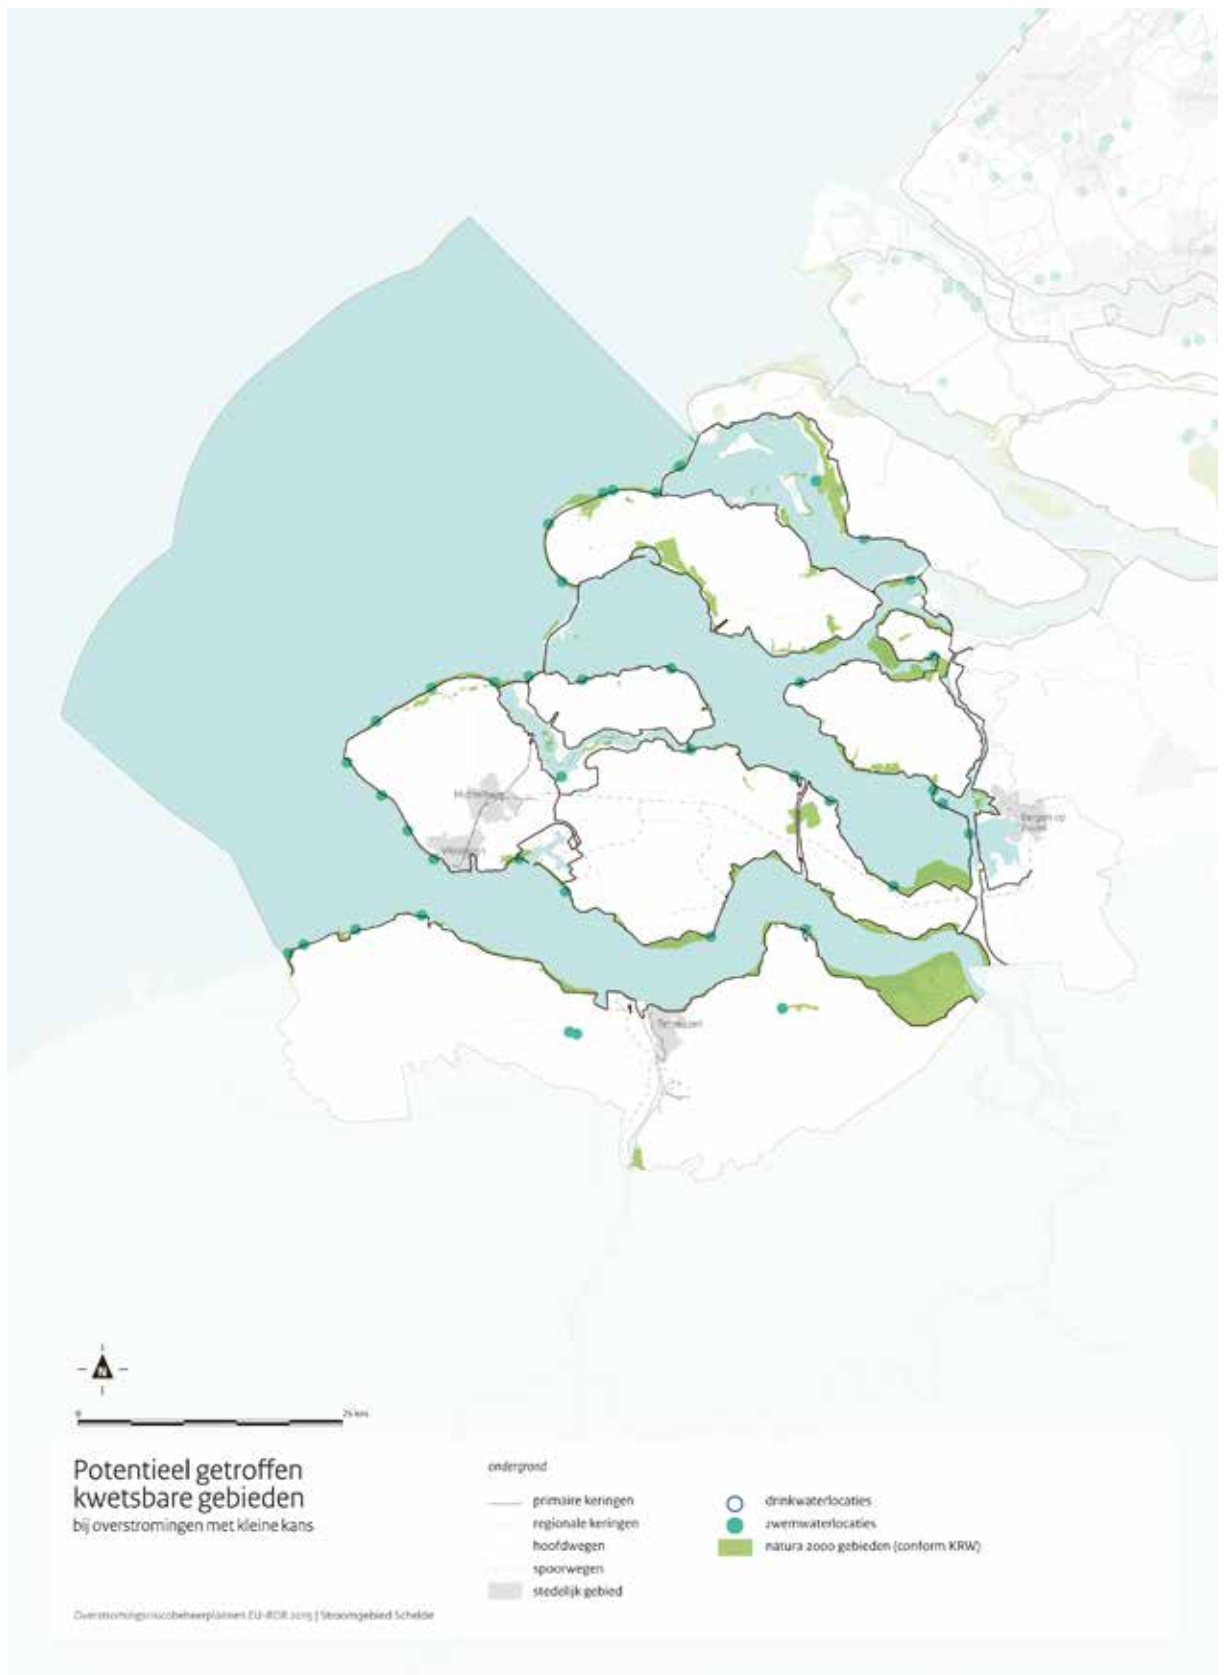 Middelburg
Vlissingen
Bergen op
Zoom
Terneuzen
N
0
25 km
Potentieel getroffen
kwetsbare gebieden
bij overstromingen met kleine kans
ondergrond
primaire keringen
regionale keringen
hoofdwegen
spoorwegen
stedelijk gebied
drinkwaterlocaties
zwemwaterlocaties
natura 2000 gebieden (conform KRW)
Overstromingsrisicobeheerplannen EU-ROR 2015 | Stroomgebied Schelde